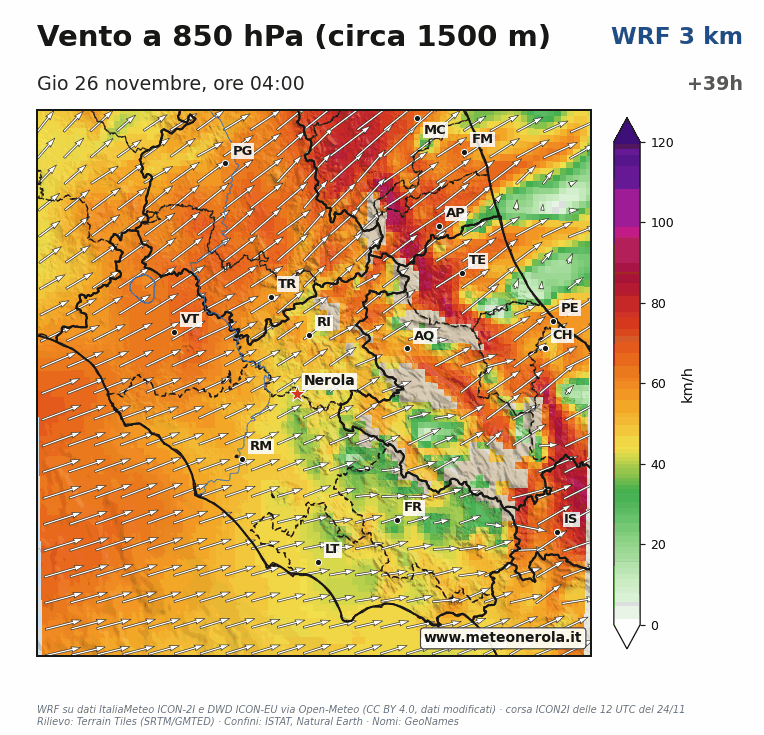 Vento a 850 hPa (circa 1500 m)
WRF 3 km
Gio 26 novembre, ore 04:00
+39h
MC
FM
PG
AP
TE
TR
PE
VT
RI
CH
AQ
Nerola
RM
FR
IS
LT
www.meteonerola.it
120
100
80
60
40
20
0
km/h
WRF su dati ItaliaMeteo ICON-2I e DWD ICON-EU via Open-Meteo (CC BY 4.0, dati modificati) · corsa ICON2I delle 12 UTC del 24/11
Rilievo: Terrain Tiles (SRTM/GMTED) · Confini: ISTAT, Natural Earth · Nomi: GeoNames